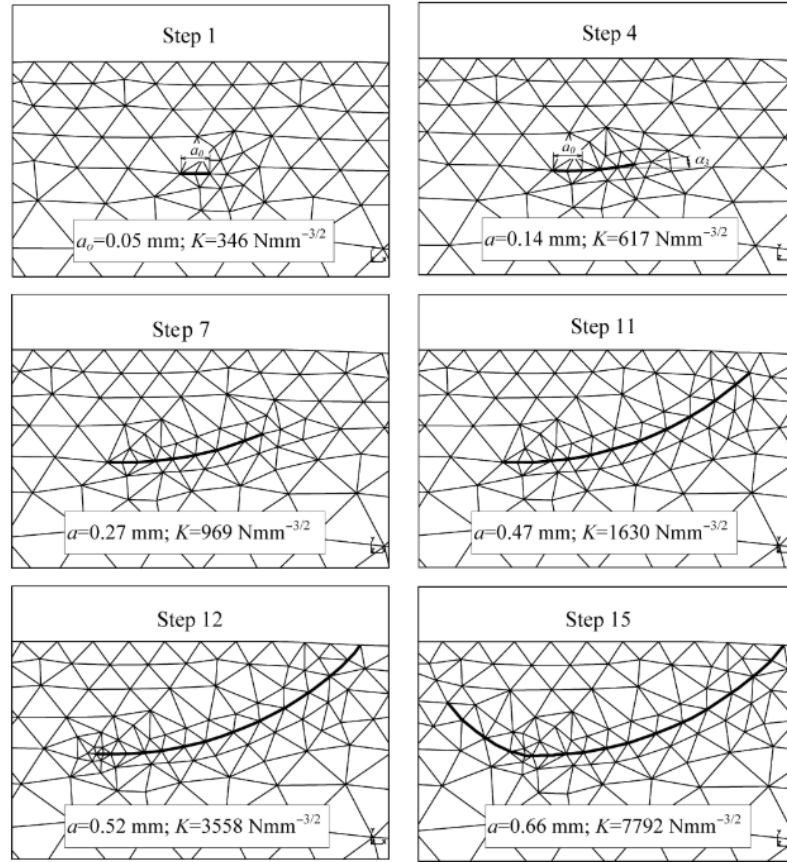 Step 1
a₀
aₒ=0.05 mm; K=346 Nmm⁻³/²
Step 4
a₀
α₃
a=0.14 mm; K=617 Nmm⁻³/²
Step 7
a=0.27 mm; K=969 Nmm⁻³/²
Step 11
a=0.47 mm; K=1630 Nmm⁻³/²
Step 12
a=0.52 mm; K=3558 Nmm⁻³/²
Step 15
a=0.66 mm; K=7792 Nmm⁻³/²